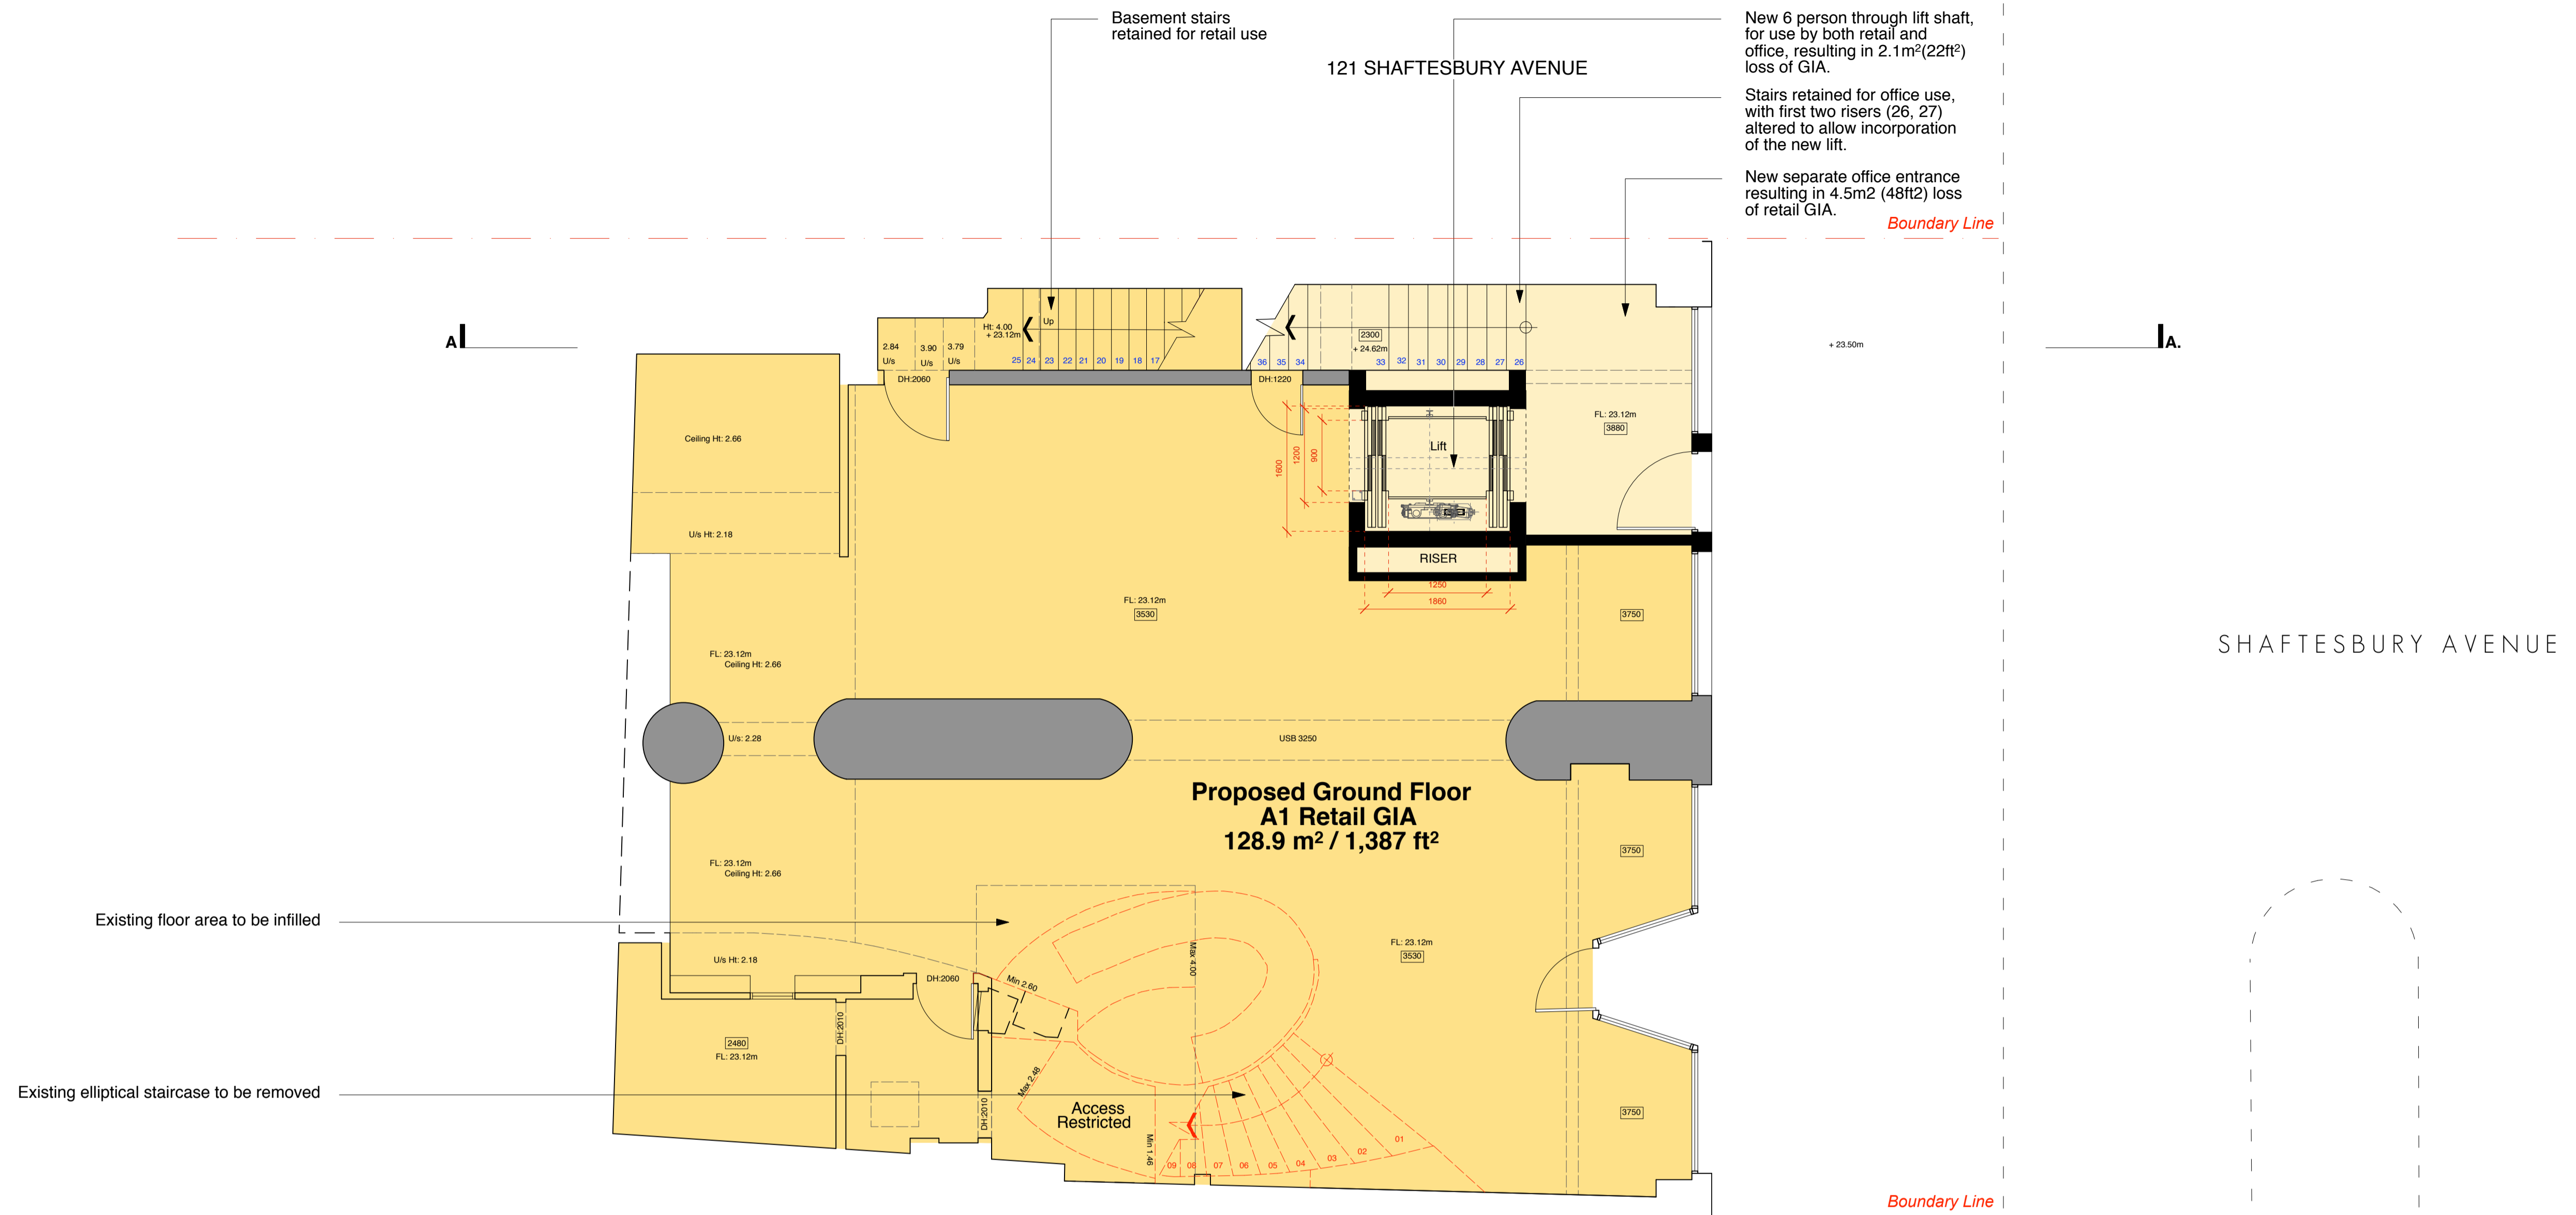 Basement stairs
retained for retail use
121 SHAFTESBURY AVENUE
New 6 person through lift shaft,
for use by both retail and
office, resulting in 2.1m²(22ft²)
loss of GIA.
Stairs retained for office use,
with first two risers (26, 27)
altered to allow incorporation
of the new lift.
New separate office entrance
resulting in 4.5m2 (48ft2) loss
of retail GIA.
Boundary Line
A
A.
+ 23.50m
Ht: 4.00
+ 23.12m
Up
2.84
U/s
3.90
U/s
3.79
U/s
25 24 23 22 21 20 19 18 17
2300
+ 24.62m
36 35 34 33 32 31 30 29 28 27 26
DH:2060
DH:1220
Ceiling Ht: 2.66
U/s Ht: 2.18
FL: 23.12m
3880
Lift
1600
1200
900
RISER
1250
1860
FL: 23.12m
3530
3750
FL: 23.12m
Ceiling Ht: 2.66
SHAFTESBURY AVENUE
U/s: 2.28
USB 3250
Proposed Ground Floor
A1 Retail GIA
128.9 m² / 1,387 ft²
3750
FL: 23.12m
Ceiling Ht: 2.66
Existing floor area to be infilled
U/s Ht: 2.18
DH:2060
Min 2.60
Max 4.00
FL: 23.12m
3530
2480
FL: 23.12m
DH:2010
Existing elliptical staircase to be removed
Max 2.48
Access
Restricted
DH:2010
Min 1.46
09 08 07 06 05 04 03 02 01
3750
Boundary Line